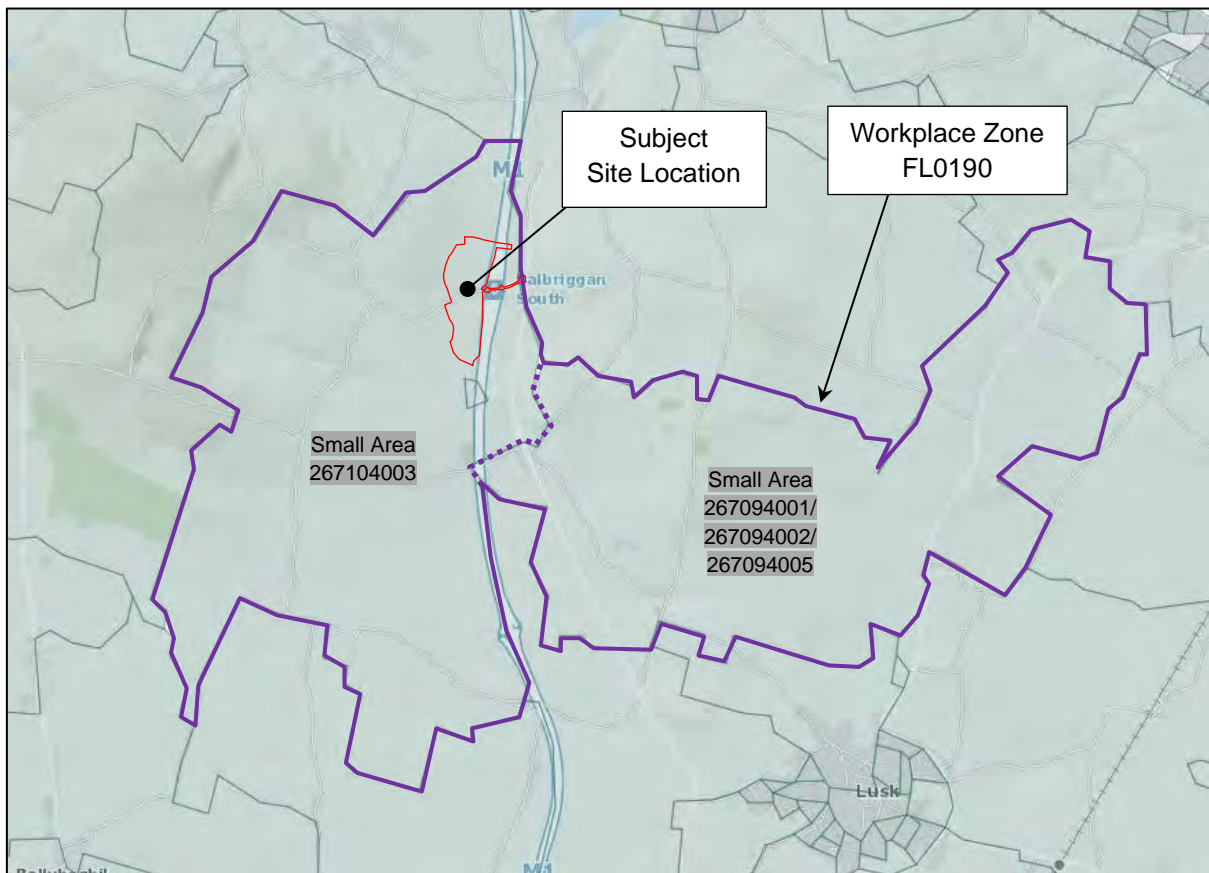 Subject
Site Location
Workplace Zone
FL0190
M1
Balbriggan
South
Small Area
267104003
Small Area
267094001/
267094002/
267094005
Lusk
M1